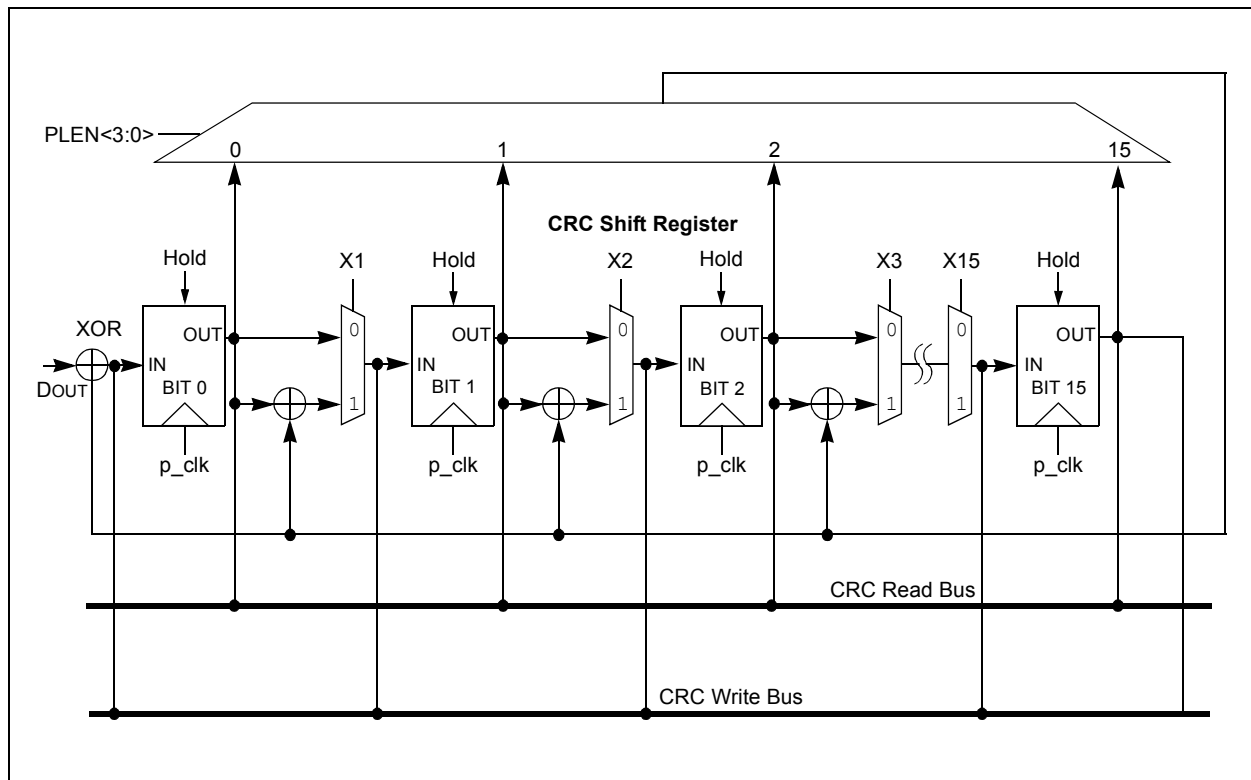 PLEN<3:0>
0 1 2 15
CRC Shift Register
Hold X1 Hold X2 Hold X3 X15 Hold
XOR
OUT 0 OUT 0 OUT 0 0 OUT
IN IN IN IN
DOUT
BIT 0 1 BIT 1 1 BIT 2 1 1 BIT 15
p_clk p_clk p_clk p_clk
CRC Read Bus
CRC Write Bus